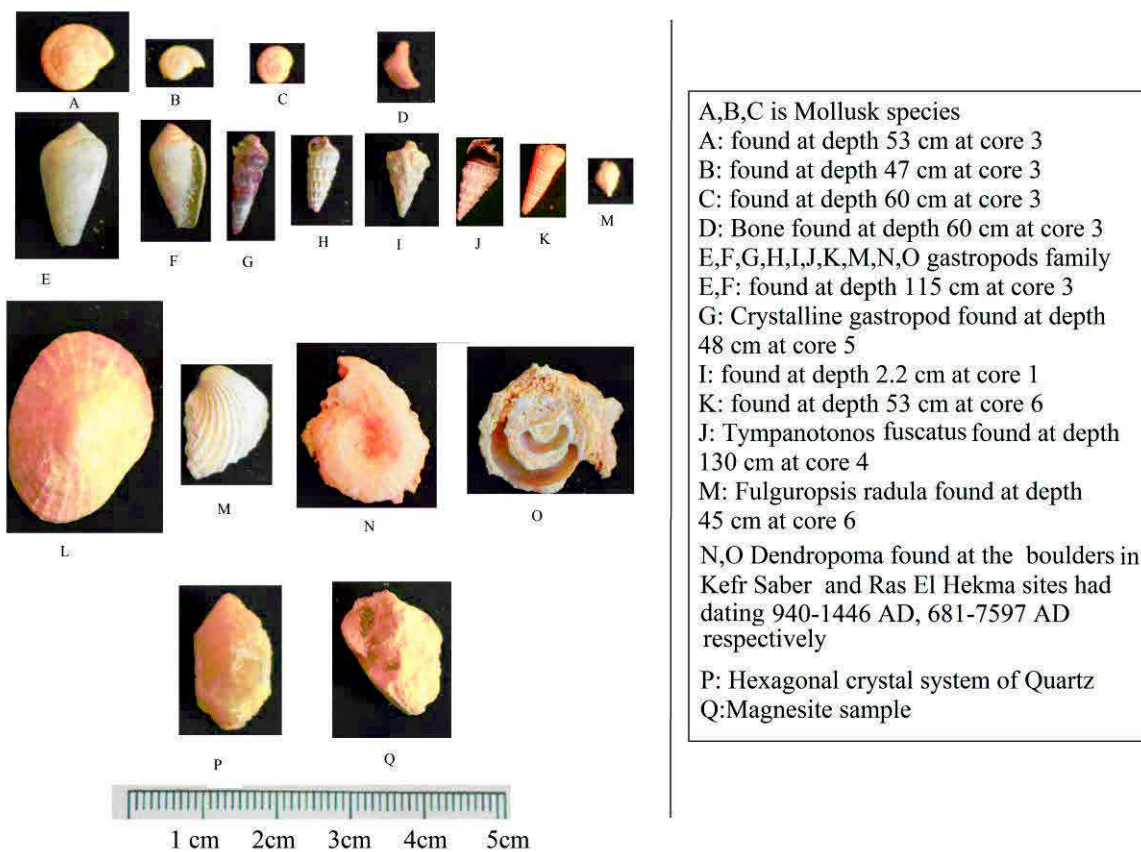 A
B
C
D
E
F
G
H
I
J
K
M
L
M
N
O
P
Q
1 cm 2cm 3cm 4cm 5cm
A,B,C is Mollusk species
A: found at depth 53 cm at core 3
B: found at depth 47 cm at core 3
C: found at depth 60 cm at core 3
D: Bone found at depth 60 cm at core 3
E,F,G,H,I,J,K,M,N,O gastropods family
E,F: found at depth 115 cm at core 3
G: Crystalline gastropod found at depth
48 cm at core 5
I: found at depth 2.2 cm at core 1
K: found at depth 53 cm at core 6
J: Tympanotonos fuscatus found at depth
130 cm at core 4
M: Fulguropsis radula found at depth
45 cm at core 6
N,O Dendropoma found at the boulders in
Kefr Saber and Ras El Hekma sites had
dating 940-1446 AD, 681-7597 AD
respectively
P: Hexagonal crystal system of Quartz
Q:Magnesite sample